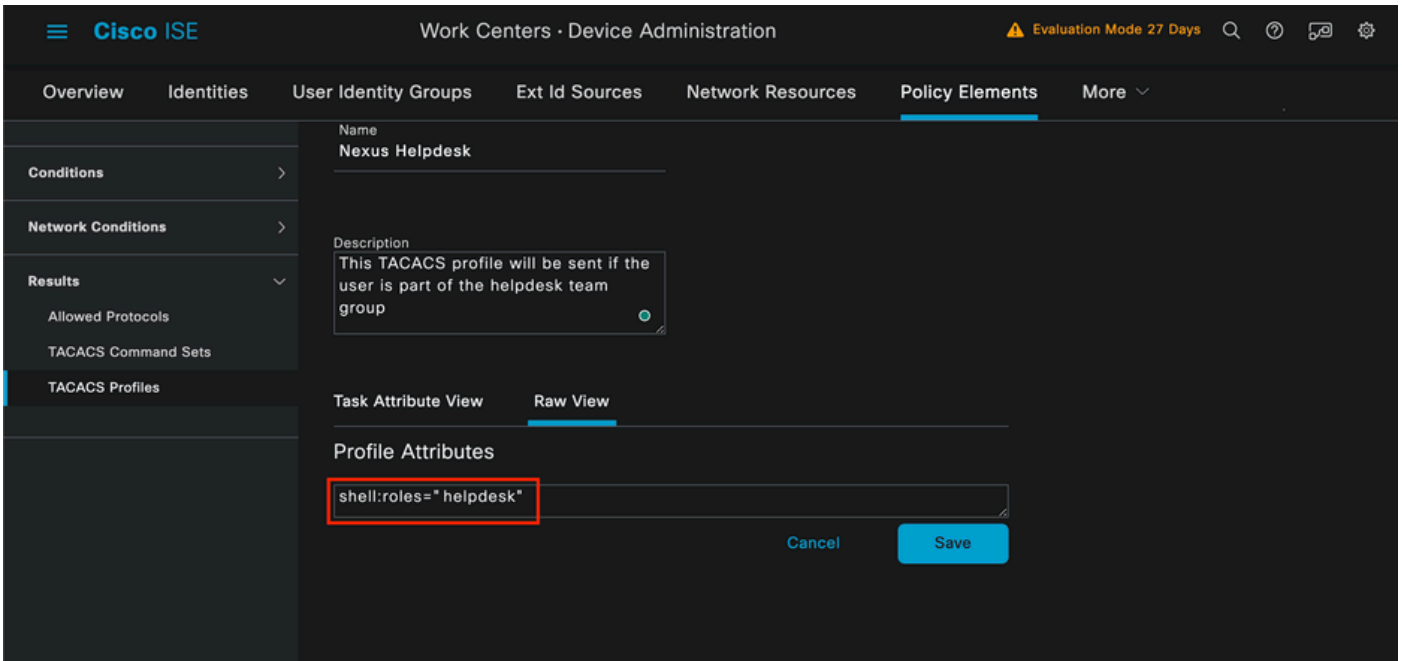 Cisco ISE
Work Centers · Device Administration
Evaluation Mode 27 Days
Overview
Identities
User Identity Groups
Ext Id Sources
Network Resources
Policy Elements
More
Conditions
Network Conditions
Results
Allowed Protocols
TACACS Command Sets
TACACS Profiles
Name
Nexus Helpdesk
Description
This TACACS profile will be sent if the
user is part of the helpdesk team
group
Task Attribute View
Raw View
Profile Attributes
shell:roles="helpdesk"
Cancel
Save